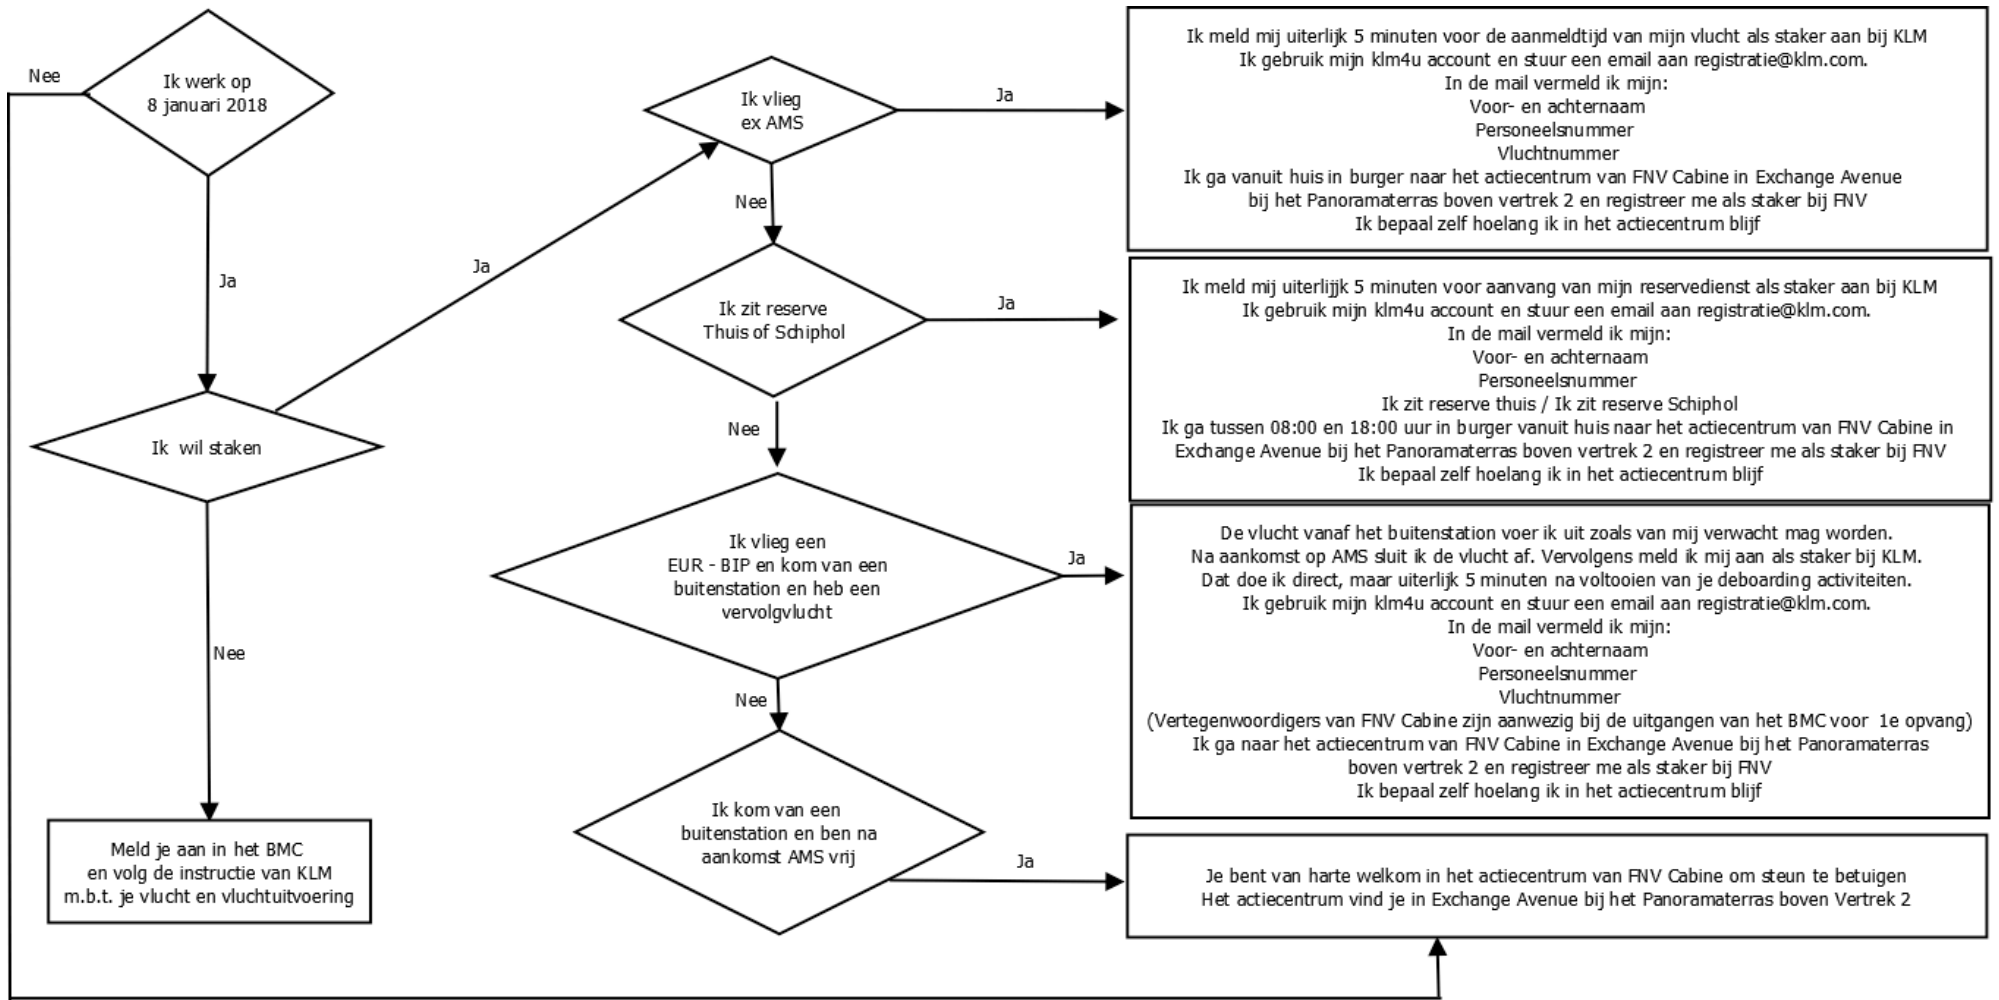 Nee
Ik werk op
8 januari 2018
Ja
Ik wil staken
Ja
Nee
Meld je aan in het BMC
en volg de instructie van KLM
m.b.t. je vlucht en vluchtuitvoering
Ik vlieg
ex AMS
Ja
Nee
Ik zit reserve
Thuis of Schiphol
Ja
Nee
Ik vlieg een
EUR - BIP en kom van een
buitenstation en heb een
vervolgvlucht
Ja
Nee
Ik kom van een
buitenstation en ben na
aankomst AMS vrij
Ja
Ik meld mij uiterlijk 5 minuten voor de aanmeldtijd van mijn vlucht als staker aan bij KLM
Ik gebruik mijn klm4u account en stuur een email aan registratie@klm.com.
In de mail vermeld ik mijn:
Voor- en achternaam
Personeelsnummer
Vluchtnummer
Ik ga vanuit huis in burger naar het actiecentrum van FNV Cabine in Exchange Avenue
bij het Panoramaterras boven vertrek 2 en registreer me als staker bij FNV
Ik bepaal zelf hoelang ik in het actiecentrum blijf
Ik meld mij uiterlijjk 5 minuten voor aanvang van mijn reservedienst als staker aan bij KLM
Ik gebruik mijn klm4u account en stuur een email aan registratie@klm.com.
In de mail vermeld ik mijn:
Voor- en achternaam
Personeelsnummer
Ik zit reserve thuis / Ik zit reserve Schiphol
Ik ga tussen 08:00 en 18:00 uur in burger vanuit huis naar het actiecentrum van FNV Cabine in
Exchange Avenue bij het Panoramaterras boven vertrek 2 en registreer me als staker bij FNV
Ik bepaal zelf hoelang ik in het actiecentrum blijf
De vlucht vanaf het buitenstation voer ik uit zoals van mij verwacht mag worden.
Na aankomst op AMS sluit ik de vlucht af. Vervolgens meld ik mij aan als staker bij KLM.
Dat doe ik direct, maar uiterlijk 5 minuten na voltooien van je deboarding activiteiten.
Ik gebruik mijn klm4u account en stuur een email aan registratie@klm.com.
In de mail vermeld ik mijn:
Voor- en achternaam
Personeelsnummer
Vluchtnummer
(Vertegenwoordigers van FNV Cabine zijn aanwezig bij de uitgangen van het BMC voor 1e opvang)
Ik ga naar het actiecentrum van FNV Cabine in Exchange Avenue bij het Panoramaterras
boven vertrek 2 en registreer me als staker bij FNV
Ik bepaal zelf hoelang ik in het actiecentrum blijf
Je bent van harte welkom in het actiecentrum van FNV Cabine om steun te betuigen
Het actiecentrum vind je in Exchange Avenue bij het Panoramaterras boven Vertrek 2